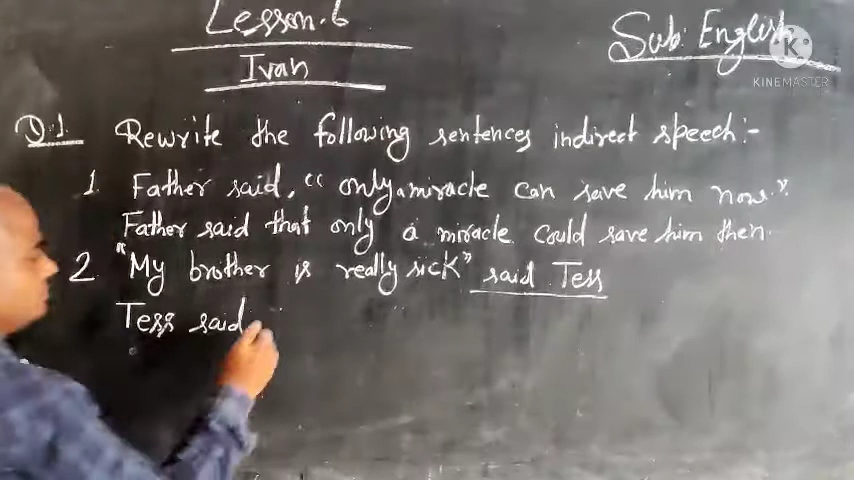 Lesson.6
Sub: English
Ivan
K
KINEMASTER
Q.1. Rewrite the following sentences indirect speech:-
1. Father said, "only a miracle can save him now".
Father said that only a miracle could save him then.
2 "My brother is really sick" said Tess
Tess said